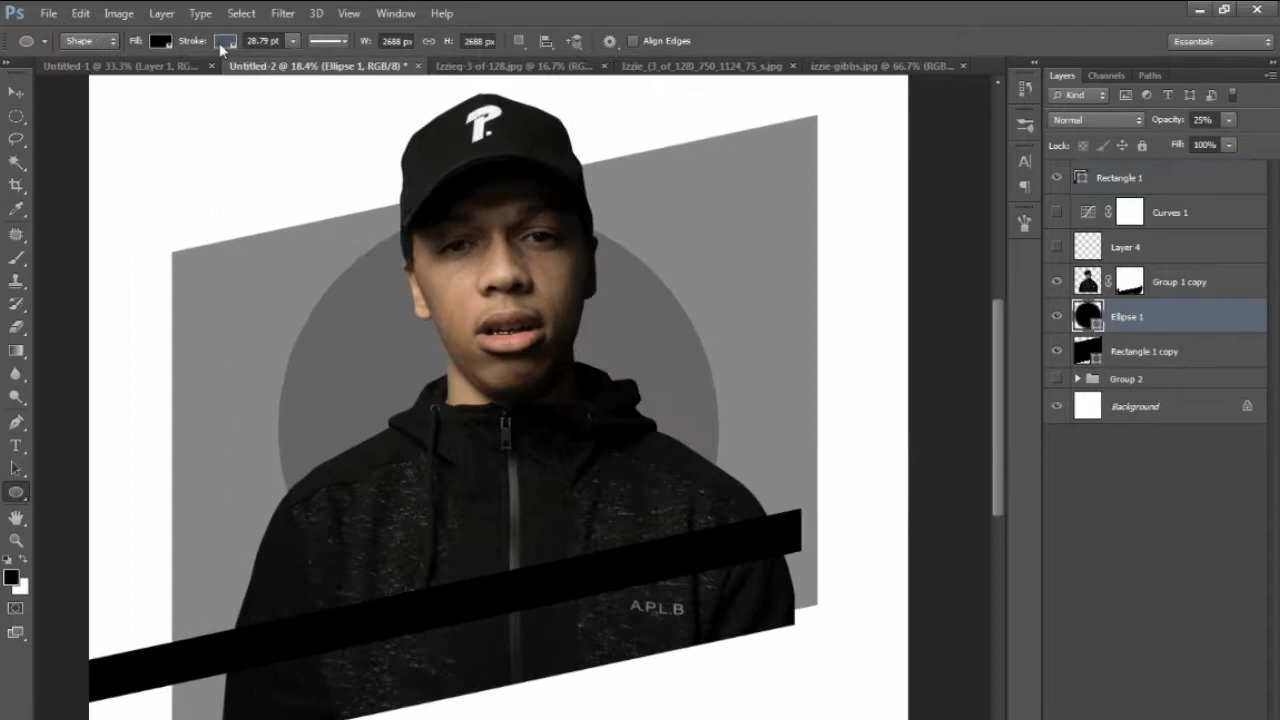 Ps File Edit Image Layer Type Select Filter 3D View Window Help
Shape Fill: Stroke: 28.79 pt W: 2688 px H: 2688 px Align Edges Essentials
Untitled-1 @ 33.3% (Layer 1, RG... × Untitled-2 @ 18.4% (Ellipse 1, RGB/8) * × Izzieq-3-of-128.jpg @ 16.7% (RG... × Izzie_(3_of_128)_750_1124_75_s.jpg × izzie-gibbs.jpg @ 66.7% (RGB... ×
Layers Channels Paths
Kind
Normal Opacity: 25%
Lock: Fill: 100%
Rectangle 1
Curves 1
Layer 4
Group 1 copy
Ellipse 1
Rectangle 1 copy
Group 2
Background
P.
A.P.L.B